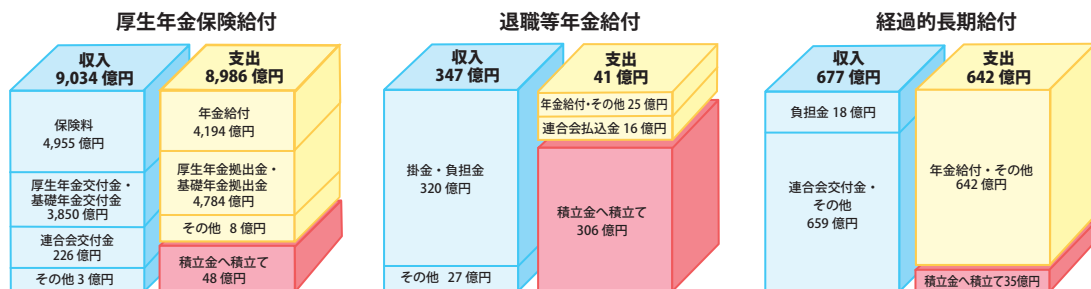 厚生年金保険給付
収入
9,034 億円
支出
8,986 億円
保険料
4,955 億円
厚生年金交付金・
基礎年金交付金
3,850 億円
連合会交付金
226 億円
その他 3 億円
年金給付
4,194 億円
厚生年金拠出金・
基礎年金拠出金
4,784 億円
その他 8 億円
積立金へ積立て
48 億円
退職等年金給付
収入
347 億円
支出
41 億円
掛金・負担金
320 億円
その他 27 億円
年金給付・その他 25 億円
連合会払込金 16 億円
積立金へ積立て
306 億円
経過的長期給付
収入
677 億円
支出
642 億円
負担金 18 億円
連合会交付金・
その他
659 億円
年金給付・その他
642 億円
積立金へ積立て35億円